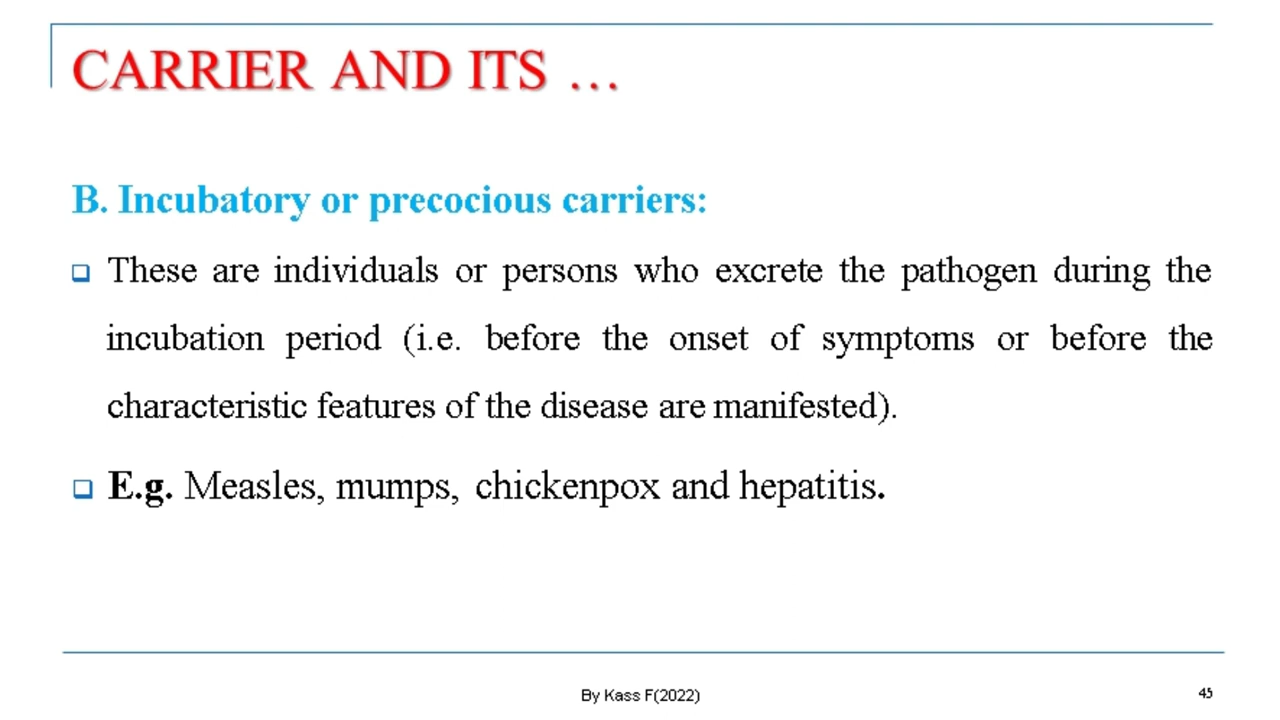 CARRIER AND ITS …
B. Incubatory or precocious carriers:
❑ These are individuals or persons who excrete the pathogen during the
incubation period (i.e. before the onset of symptoms or before the
characteristic features of the disease are manifested).
❑ E.g. Measles, mumps, chickenpox and hepatitis.
By Kass F(2022)
45